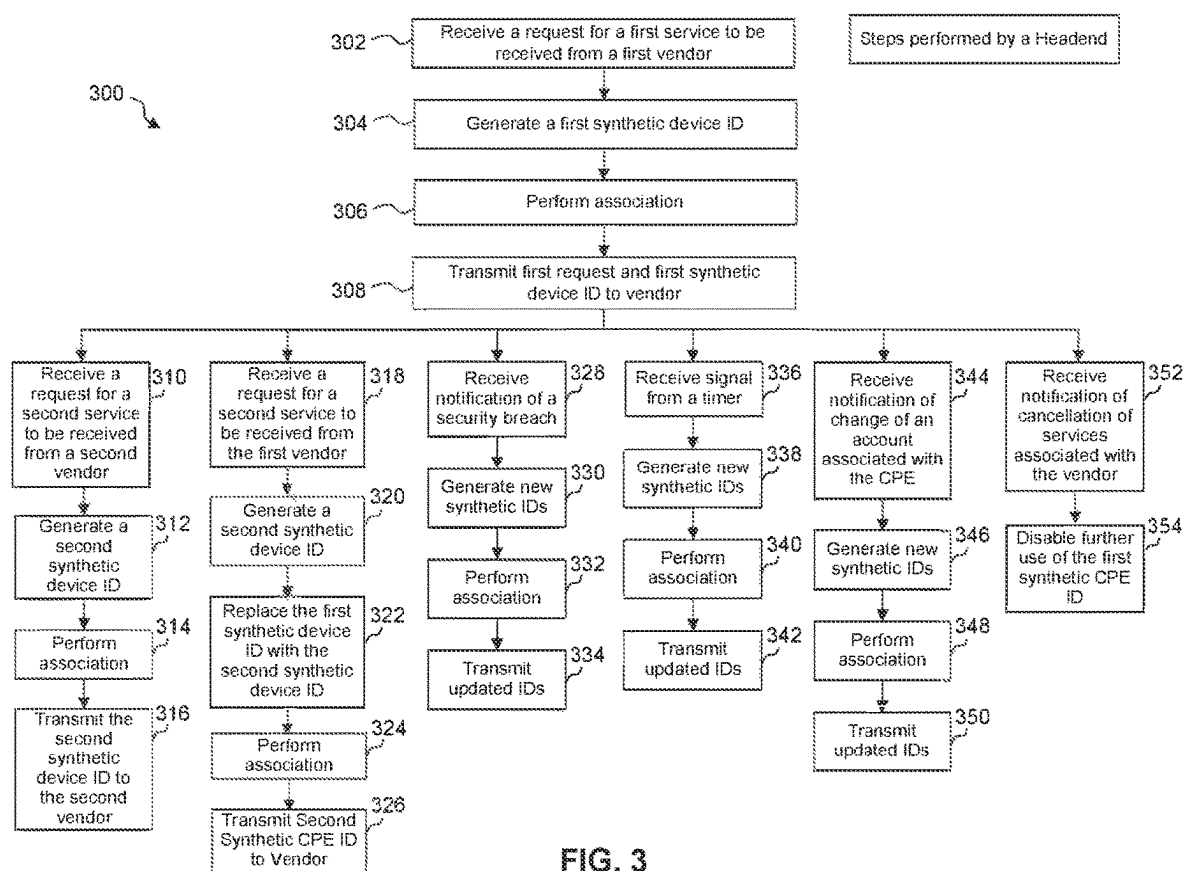 302
Receive a request for a first service to be
received from a first vendor
Steps performed by a Headend
300
304
Generate a first synthetic device ID
306
Perform association
308
Transmit first request and first synthetic
device ID to vendor
Receive a
request for a
second service
to be received
from a second
vendor
310
Generate a
second
synthetic
device ID
312
Perform
association
314
Transmit the
second
synthetic
device ID to
the second
vendor
316
Receive a
request for a
second service to
be received from
the first vendor
318
Generate a
second synthetic
device ID
320
Replace the first
synthetic device
ID with the
second synthetic
device ID
322
Perform
association
324
Transmit Second
Synthetic CPE ID
to Vendor
326
Receive
notification of a
security breach
328
Generate new
synthetic IDs
330
Perform
association
332
Transmit
updated IDs
334
Receive signal
from a timer
336
Generate new
synthetic IDs
338
Perform
association
340
Transmit
updated IDs
342
Receive
notification of
change of an
account
associated with
the CPE
344
Generate new
synthetic IDs
346
Perform
association
348
Transmit
updated IDs
350
Receive
notification of
cancellation of
services
associated with
the vendor
352
Disable further
use of the first
synthetic CPE
ID
354
FIG. 3